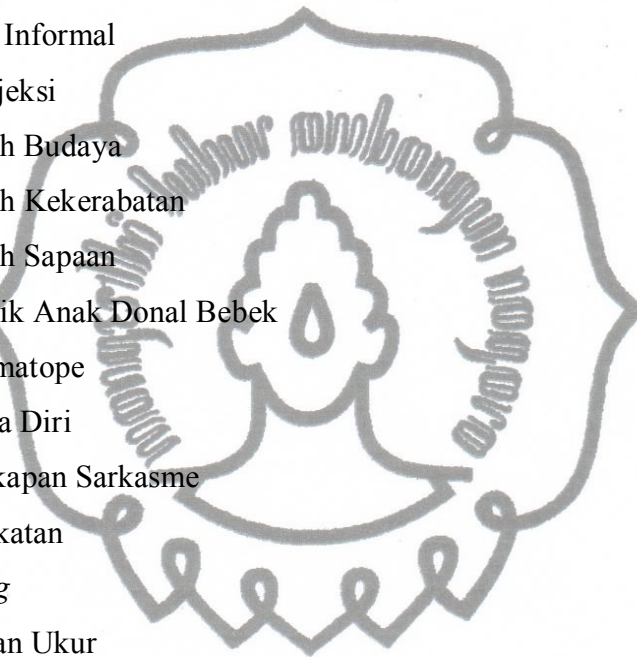 Informal
jeksi
h Budaya
h Kekerabatan
h Sapaan
ik Anak Donal Bebek
matope
a Diri
kapan Sarkasme
katan
g
an Ukur